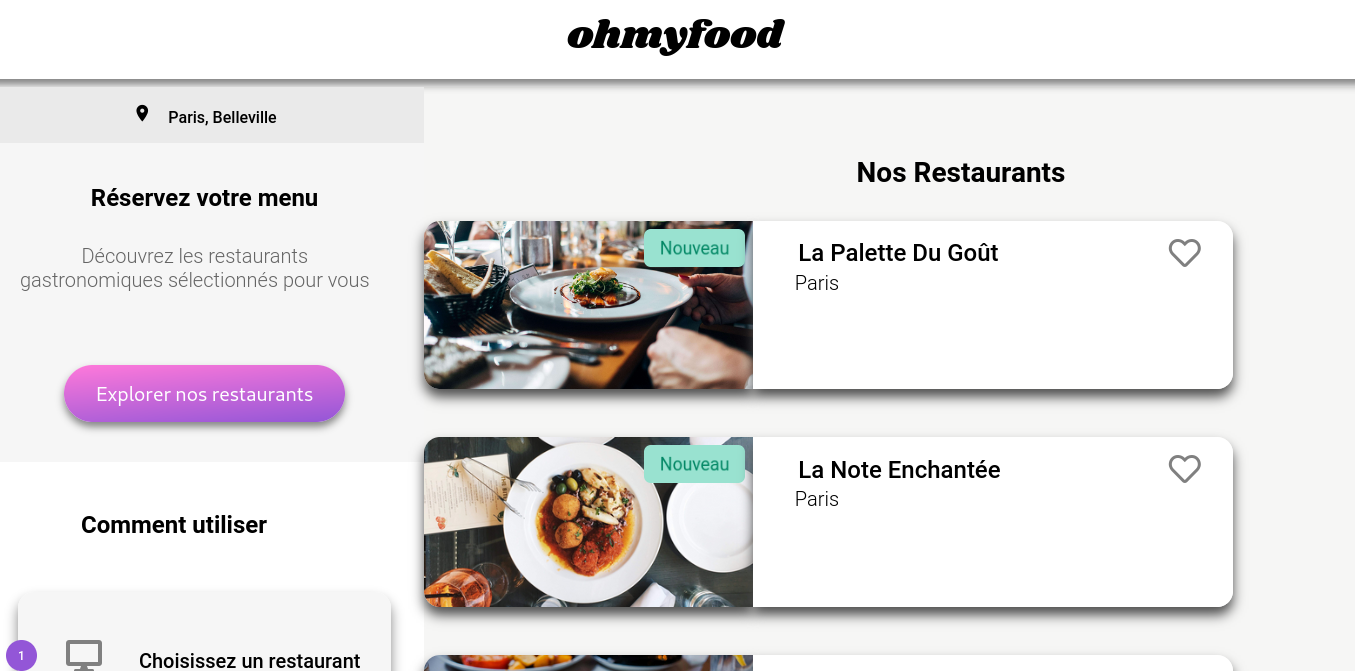 ohmyfood
Paris, Belleville
Réservez votre menu
Découvrez les restaurants
gastronomiques sélectionnés pour vous
Explorer nos restaurants
Comment utiliser
1
Choisissez un restaurant
Nos Restaurants
Nouveau
La Palette Du Goût
Paris
Nouveau
La Note Enchantée
Paris